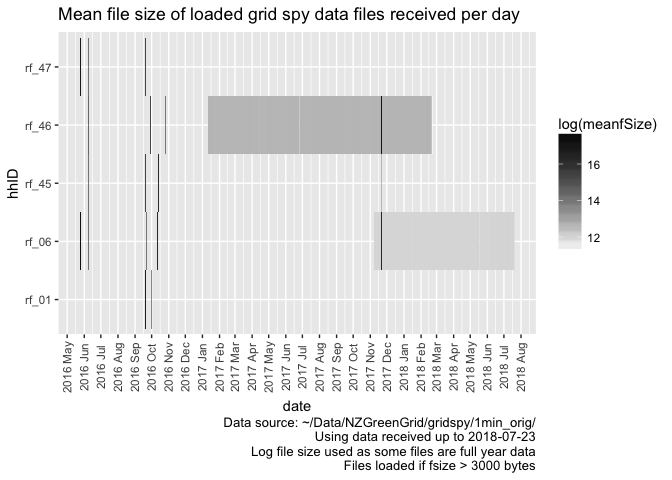 Mean file size of loaded grid spy data files received per day
hhID
rf_47
rf_46
rf_45
rf_06
rf_01
log(meanfSize)
16
14
12
2016 May
2016 Jun
2016 Jul
2016 Aug
2016 Sep
2016 Oct
2016 Nov
2016 Dec
2017 Jan
2017 Feb
2017 Mar
2017 Apr
2017 May
2017 Jun
2017 Jul
2017 Aug
2017 Sep
2017 Oct
2017 Nov
2017 Dec
2018 Jan
2018 Feb
2018 Mar
2018 Apr
2018 May
2018 Jun
2018 Jul
2018 Aug
date
Data source: ~/Data/NZGreenGrid/gridspy/1min_orig/
Using data received up to 2018-07-23
Log file size used as some files are full year data
Files loaded if fsize > 3000 bytes